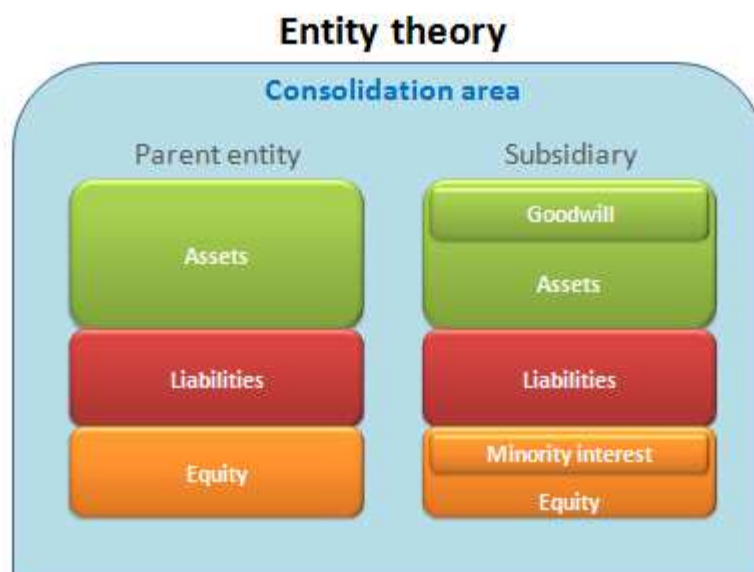 Entity theory
Consolidation area
Parent entity
Assets
Liabilities
Equity
Subsidiary
Goodwill
Assets
Liabilities
Minority interest
Equity